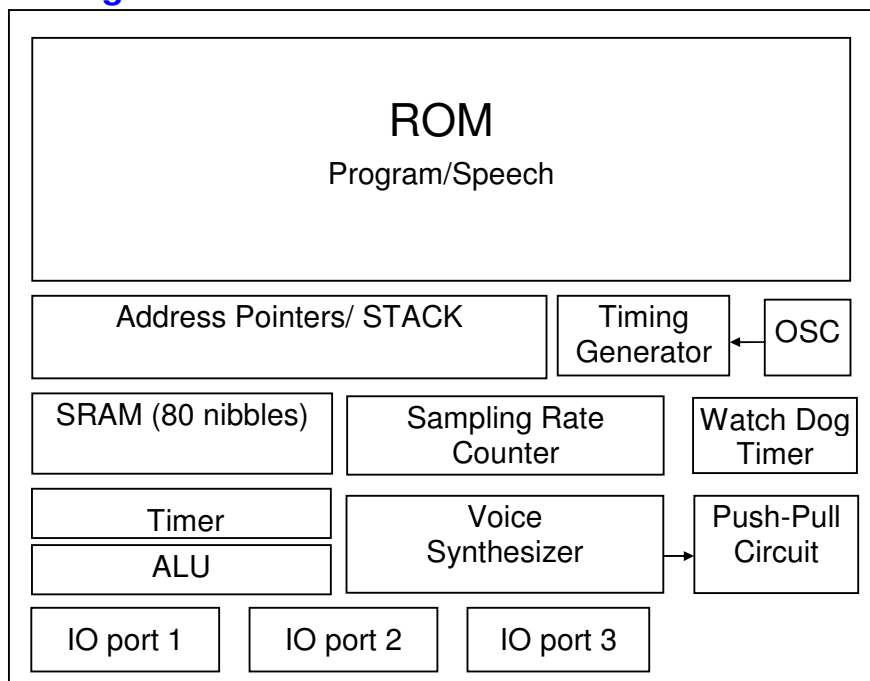 ROM
Program/Speech
Address Pointers/ STACK
Timing
Generator
OSC
SRAM (80 nibbles)
Sampling Rate
Counter
Watch Dog
Timer
Timer
ALU
Voice
Synthesizer
Push-Pull
Circuit
IO port 1
IO port 2
IO port 3